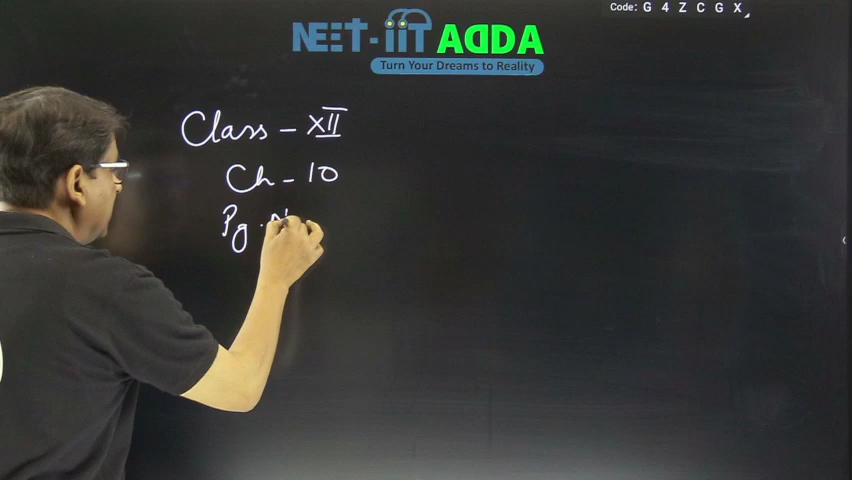 Code: G 4 Z C G X
NEET-IIT ADDA
Turn Your Dreams to Reality
Class - XII
Ch - 10
Pg. N